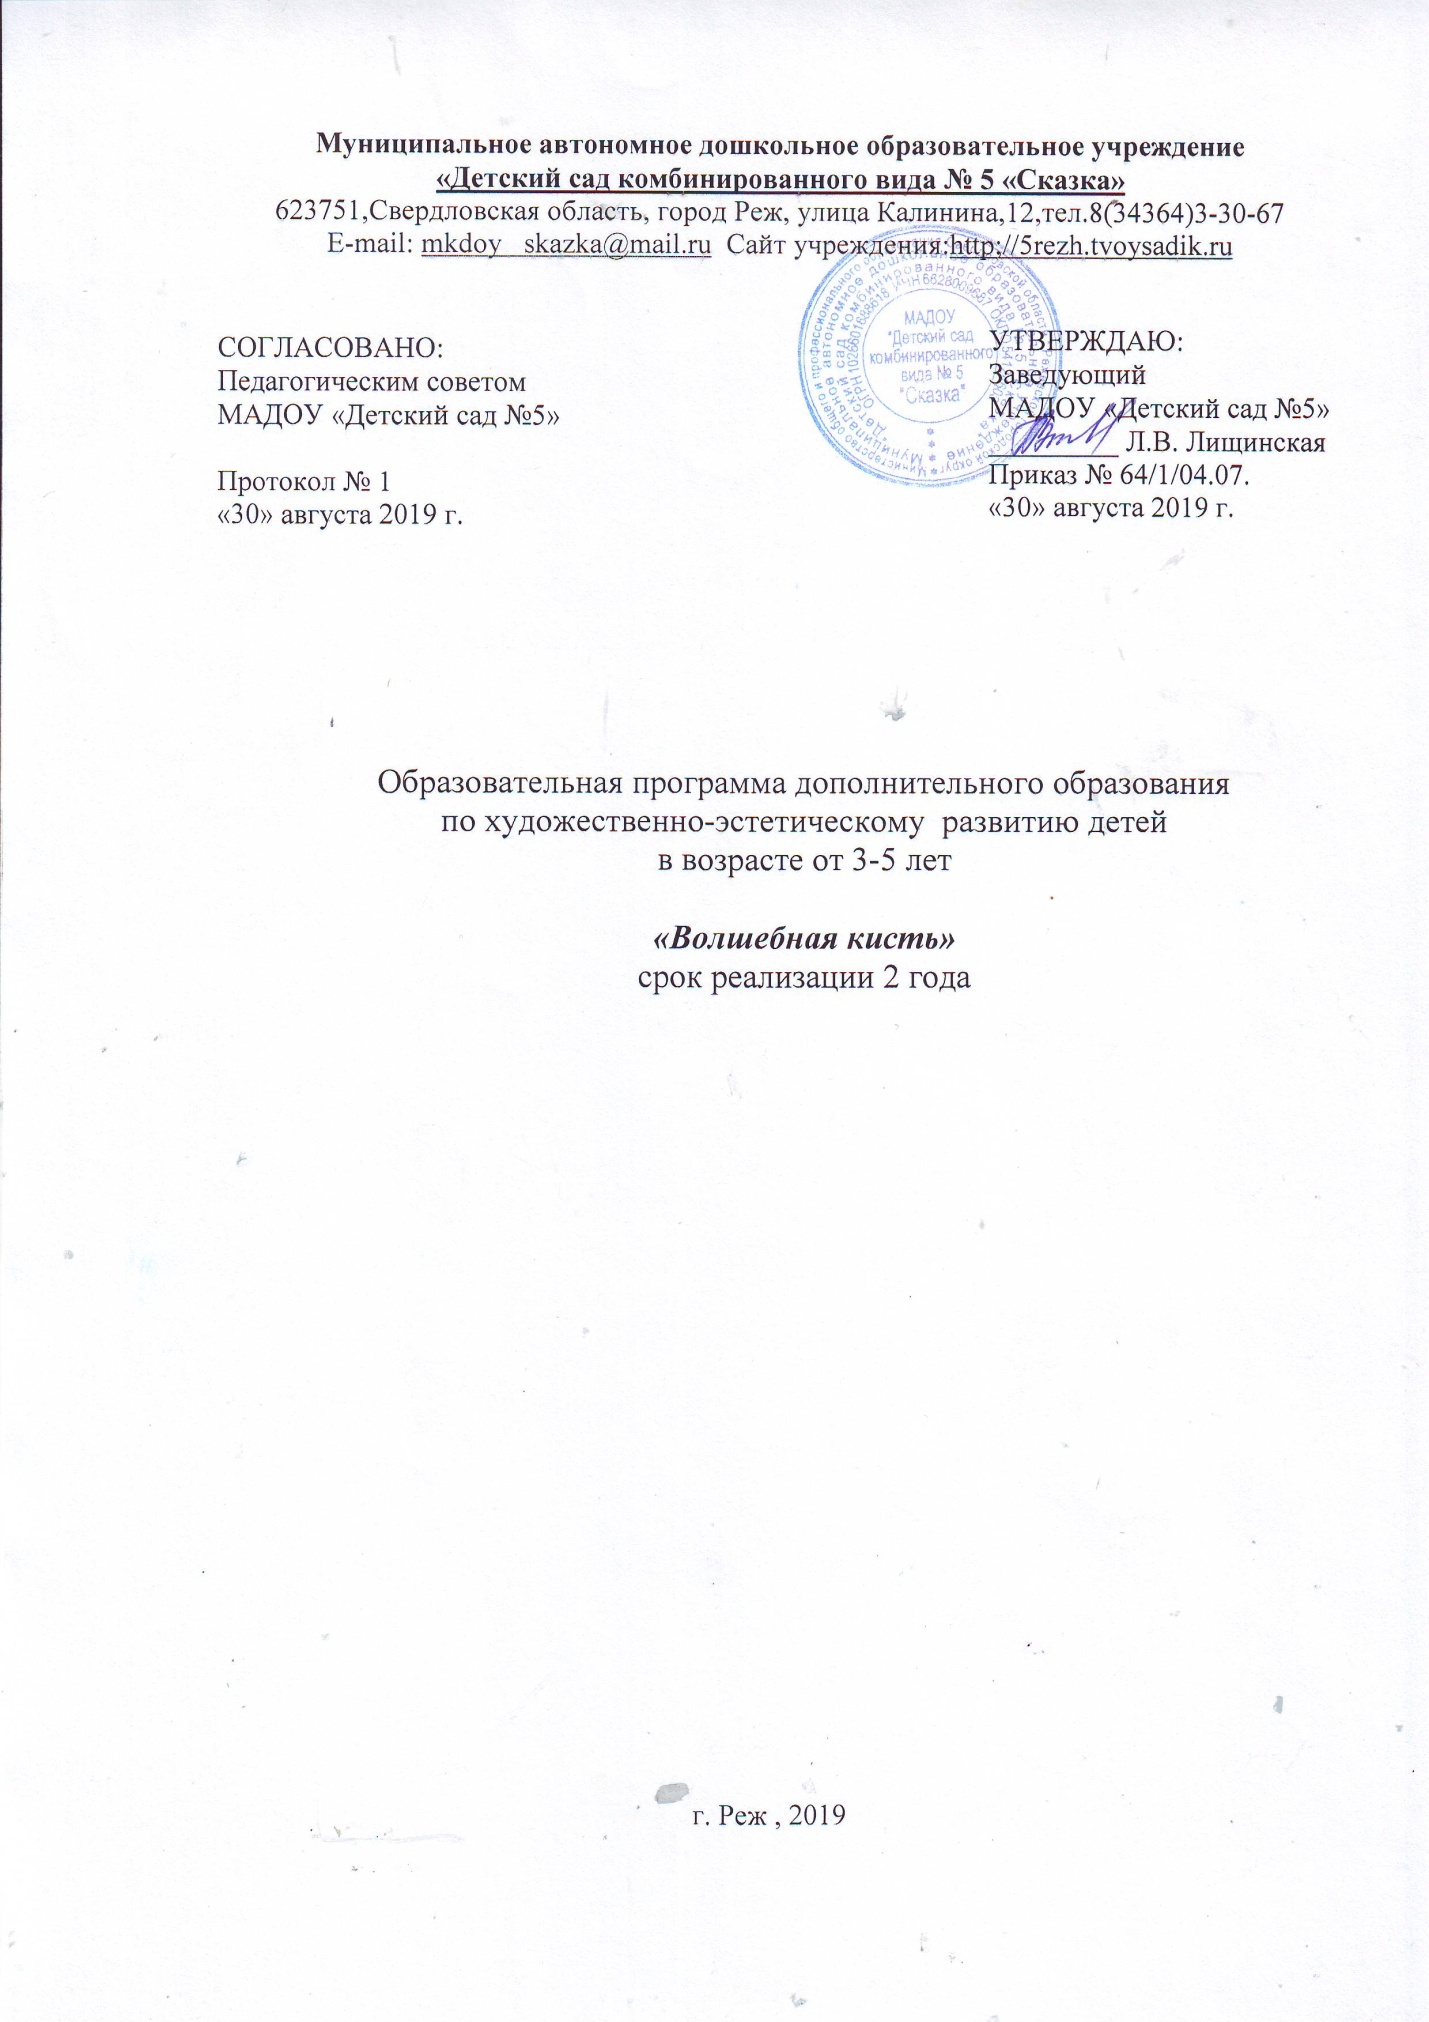 Муниципальное автономное дошкольное образовательное учреждение
«Детский сад комбинированного вида № 5 «Сказка»
623751,Свердловская область, город Реж, улица Калинина,12,тел.8(34364)3-30-67
E-mail: mkdoy_skazka@mail.ru Сайт учреждения:http://5rezh.tvoysadik.ru
СОГЛАСОВАНО:
Педагогическим советом
МАДОУ «Детский сад №5»
Протокол № 1
«30» августа 2019 г.
МАДОУ
"Детский сад
комбинированного
вида № 5
"Сказка"
УТВЕРЖДАЮ:
Заведующий
МАДОУ «Детский сад №5»
_________ Л.В. Лищинская
Приказ № 64/1/04.07.
«30» августа 2019 г.
Образовательная программа дополнительного образования
по художественно-эстетическому развитию детей
в возрасте от 3-5 лет
«Волшебная кисть»
срок реализации 2 года
г. Реж , 2019